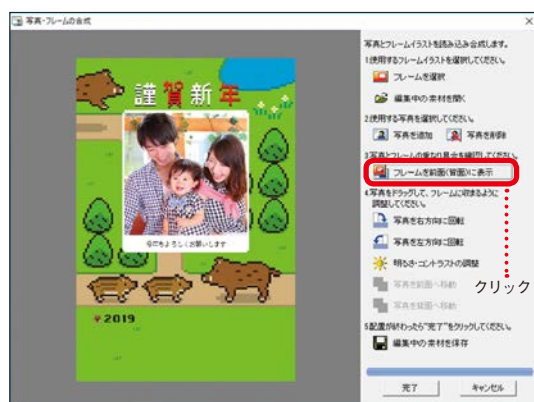 写真・フレームの合成
謹賀新年
今年もよろしくお願いします
2019
写真とフレームイラストを読み込み合成します。
1.使用するフレームイラストを選択してください。
フレームを選択
編集中の素材を開く
2.使用する写真を選択してください。
写真を追加
写真を削除
3.写真とフレームの重なり具合を確認してください。
フレームを前面(背面)に表示
4.写真をドラッグして、フレームに収まるように
調整してください。
写真を右方向に回転
写真を左方向に回転
明るさ・コントラストの調整
クリック
写真を前面へ移動
写真を背面へ移動
5.配置が終わったら"完了"をクリックしてください。
編集中の素材を保存
完了
キャンセル